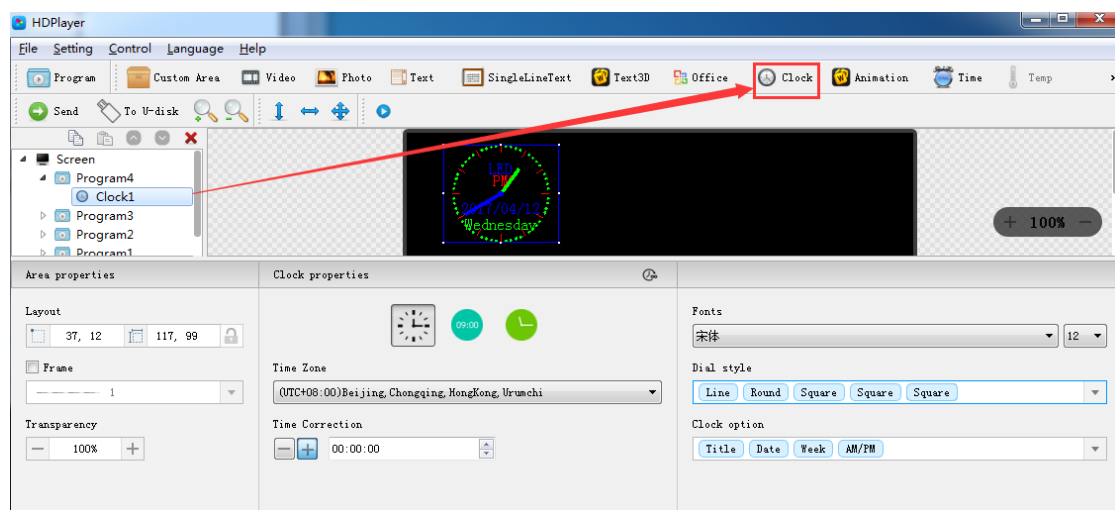 HDPlayer
File Setting Control Language Help
Program Custom Area Video Photo Text SingleLineText Text3D Office Clock Animation Time Temp
Send To U-disk
Screen
Program4
Clock1
Program3
Program2
Program1
LED
PM
2017/04/12
Wednesday
+ 100% −
Area properties Clock properties
Layout
37, 12 117, 99
Frame
1
Transparency
− 100% +
09:00
Time Zone
(UTC+08:00)Beijing,Chongqing,HongKong,Urumchi
Time Correction
− + 00:00:00
Fonts
宋体 12
Dial style
Line Round Square Square Square
Clock option
Title Date Week AM/PM